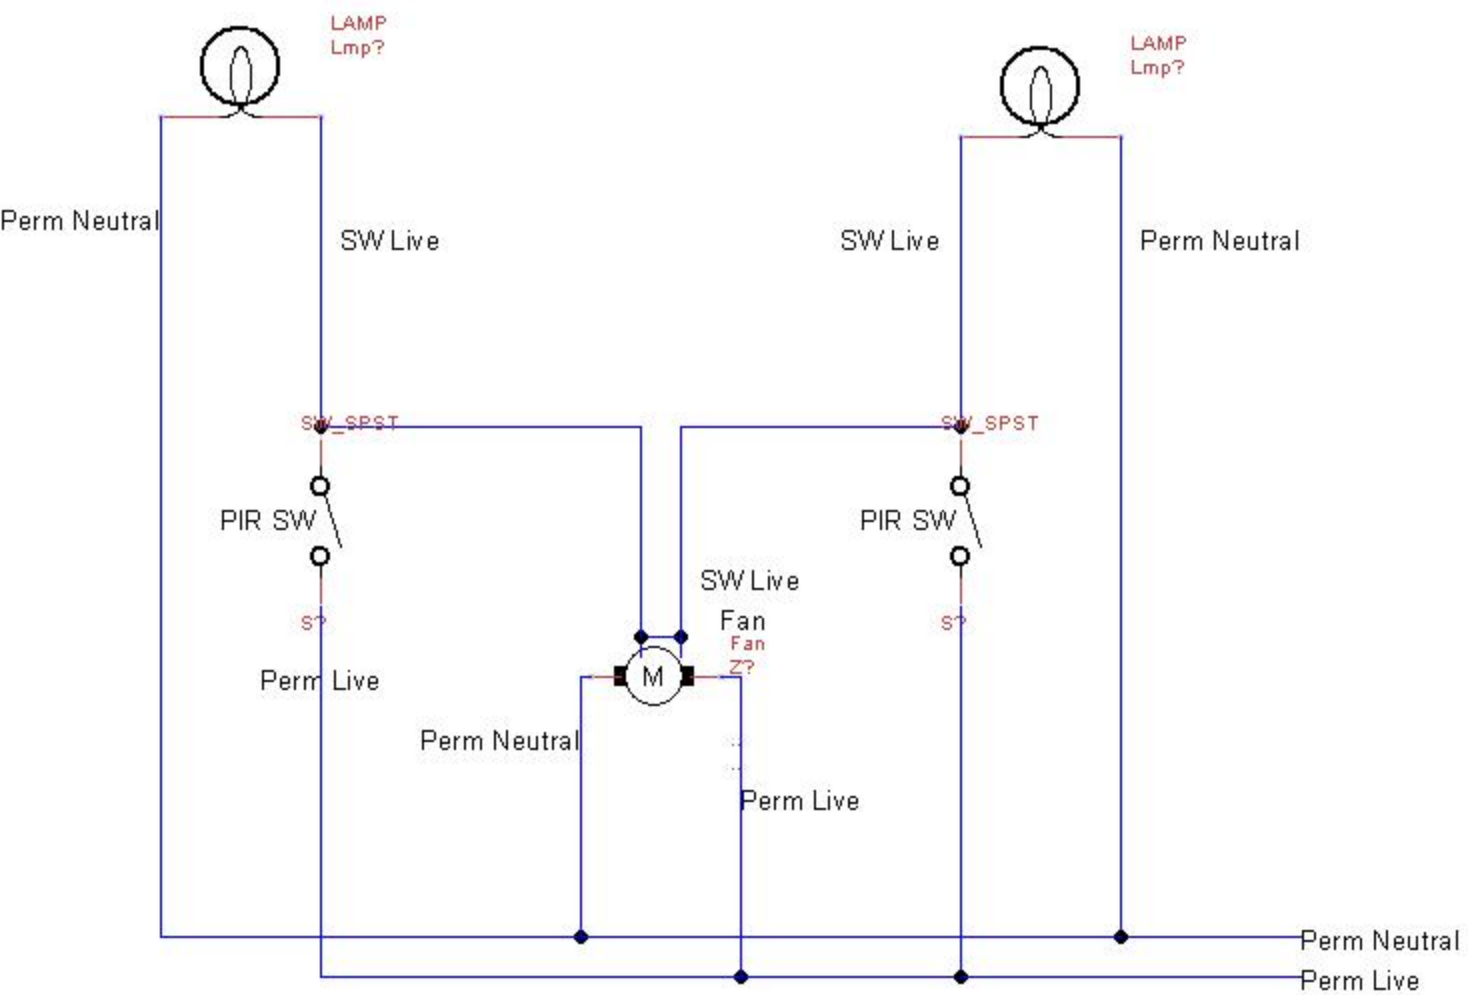 LAMP
Lmp?
LAMP
Lmp?
Perm Neutral
SW Live
SW Live
Perm Neutral
SW_SPST
SW_SPST
PIR SW
PIR SW
SW Live
Fan
Fan
Z?
S?
S?
Perm Live
M
Perm Neutral
Perm Live
Perm Neutral
Perm Live